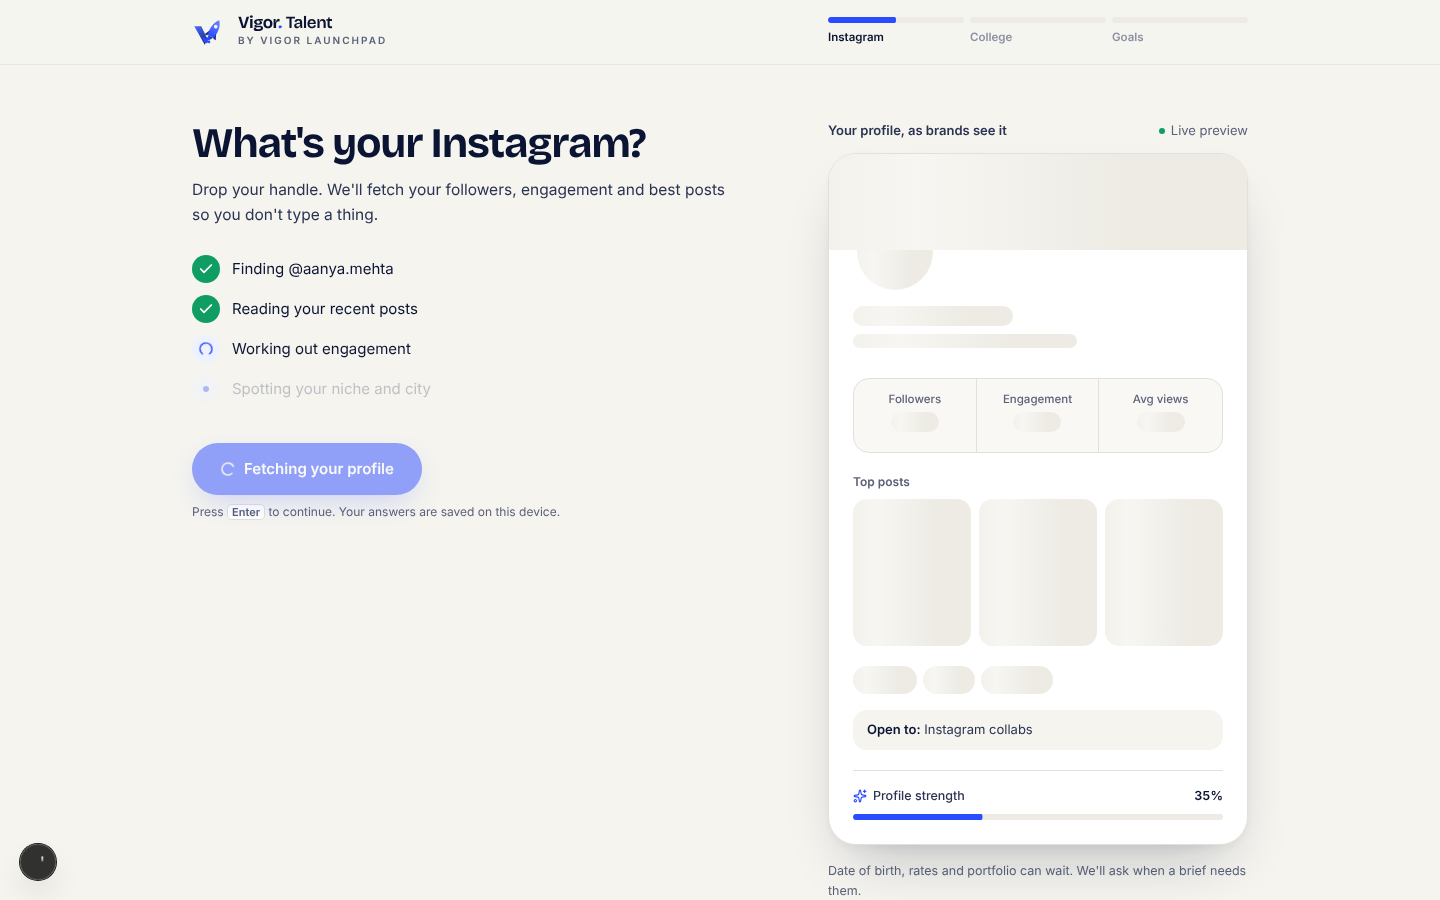 Vigor. Talent
BY VIGOR LAUNCHPAD
Instagram
College
Goals
What's your Instagram?
Drop your handle. We'll fetch your followers, engagement and best posts
so you don't type a thing.
Finding @aanya.mehta
Reading your recent posts
Working out engagement
Spotting your niche and city
Fetching your profile
Press Enter to continue. Your answers are saved on this device.
Your profile, as brands see it
Live preview
Followers
Engagement
Avg views
Top posts
Open to: Instagram collabs
Profile strength
35%
Date of birth, rates and portfolio can wait. We'll ask when a brief needs
them.